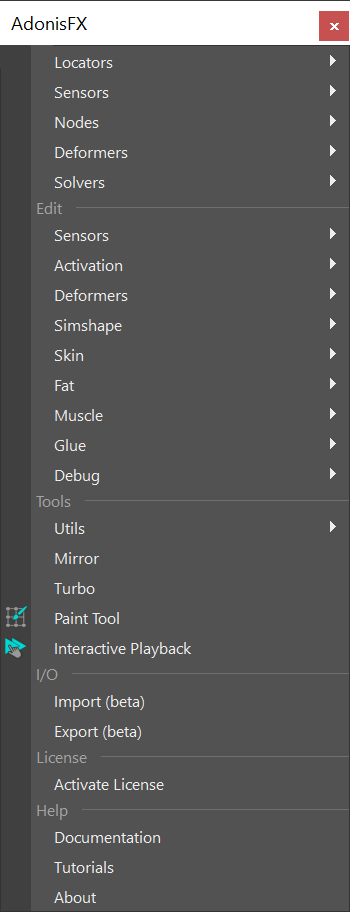 AdonisFX
Locators
Sensors
Nodes
Deformers
Solvers
Edit
Sensors
Activation
Deformers
Simshape
Skin
Fat
Muscle
Glue
Debug
Tools
Utils
Mirror
Turbo
Paint Tool
Interactive Playback
I/O
Import (beta)
Export (beta)
License
Activate License
Help
Documentation
Tutorials
About